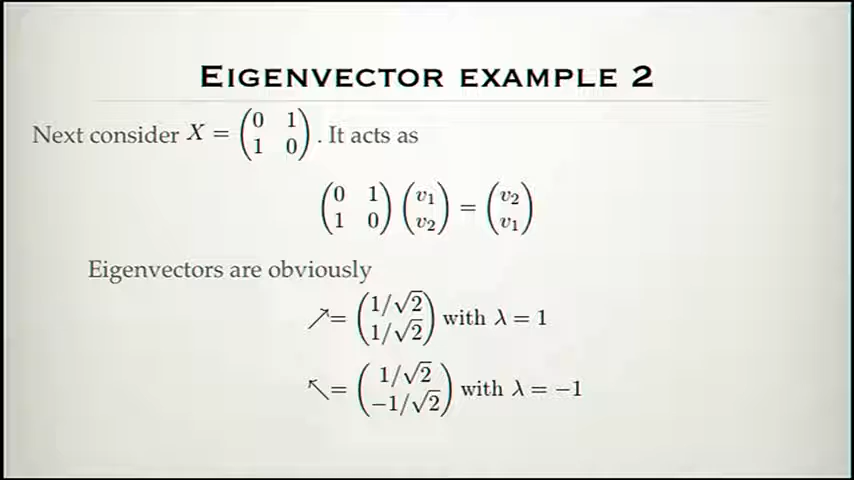 EIGENVECTOR EXAMPLE 2
Next consider X = (0 1; 1 0). It acts as
(0 1; 1 0) (v₁; v₂) = (v₂; v₁)
Eigenvectors are obviously
↗= (1/√2; 1/√2) with λ = 1
↖= (1/√2; −1/√2) with λ = −1